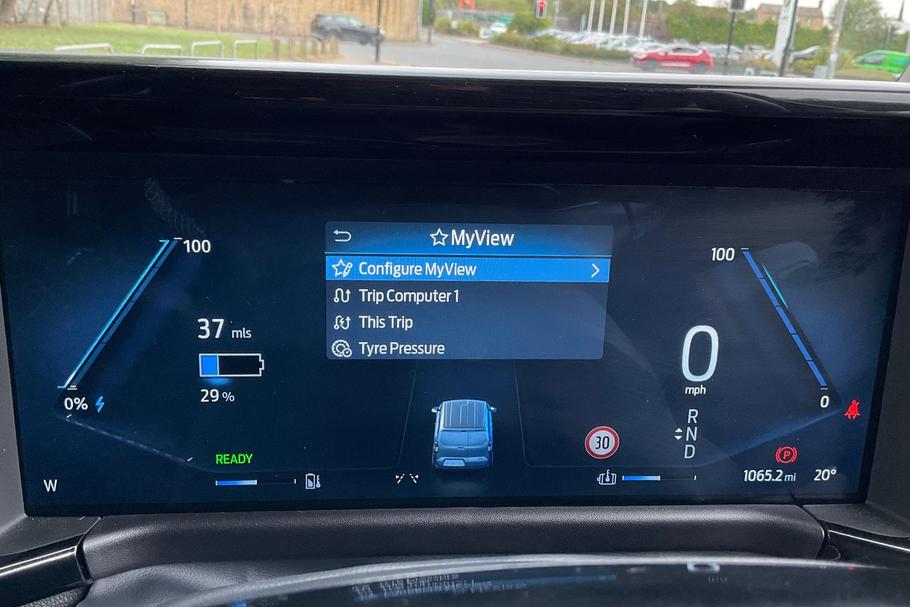 MyView
Configure MyView
Trip Computer 1
This Trip
Tyre Pressure
100
37 mls
29 %
0%
READY
W
100
0
mph
0
R
N
D
30
P
1065.2 mi 20°